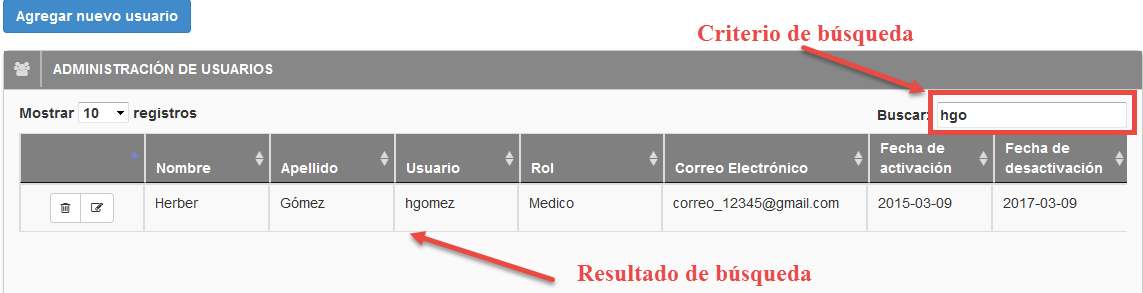 Agregar nuevo usuario
Criterio de búsqueda
ADMINISTRACIÓN DE USUARIOS
Mostrar 10 registros
Buscar: hgo
Nombre Apellido Usuario Rol Correo Electrónico Fecha de activación Fecha de desactivación
Herber Gómez hgomez Medico correo_12345@gmail.com 2015-03-09 2017-03-09
Resultado de búsqueda